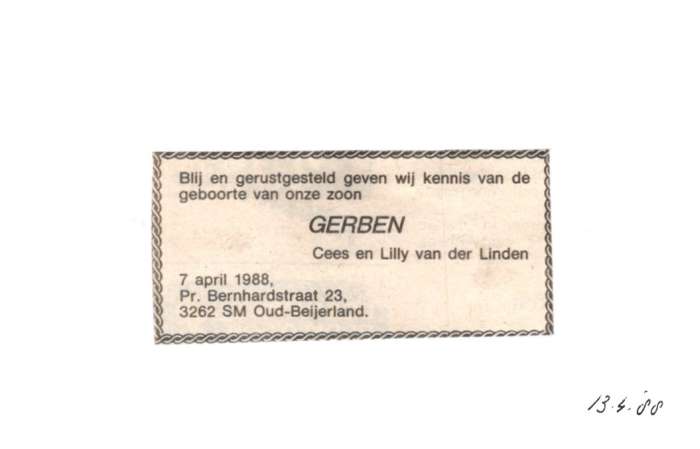 Blij en gerustgesteld geven wij kennis van de
geboorte van onze zoon
GERBEN
Cees en Lilly van der Linden
7 april 1988,
Pr. Bernhardstraat 23,
3262 SM Oud-Beijerland.
13.4.'88